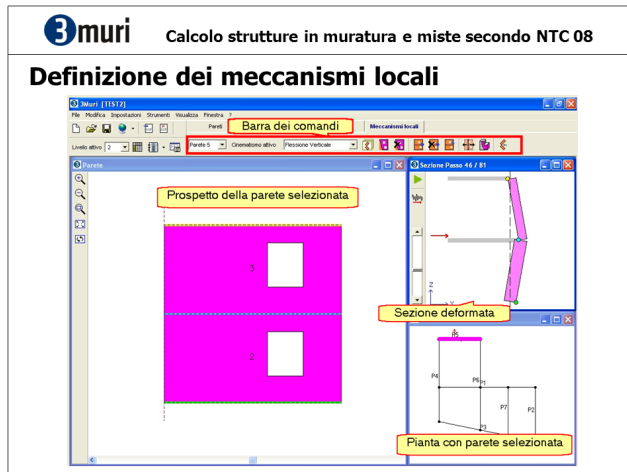 3muri
Calcolo strutture in muratura e miste secondo NTC 08
Definizione dei meccanismi locali
3Muri [TEST2]
File Modifica Impostazioni Strumenti Visualizza Finestra ?
Pareti
Barra dei comandi
Meccanismi locali
Livello attivo 2
Parete 5
Cinematismo attivo
Flessione Verticale
Parete
Sezione Passo 46 / 81
Prospetto della parete selezionata
3
2
Z
Y
Sezione deformata
P5
P4
P6
P1
P7
P2
P3
Pianta con parete selezionata